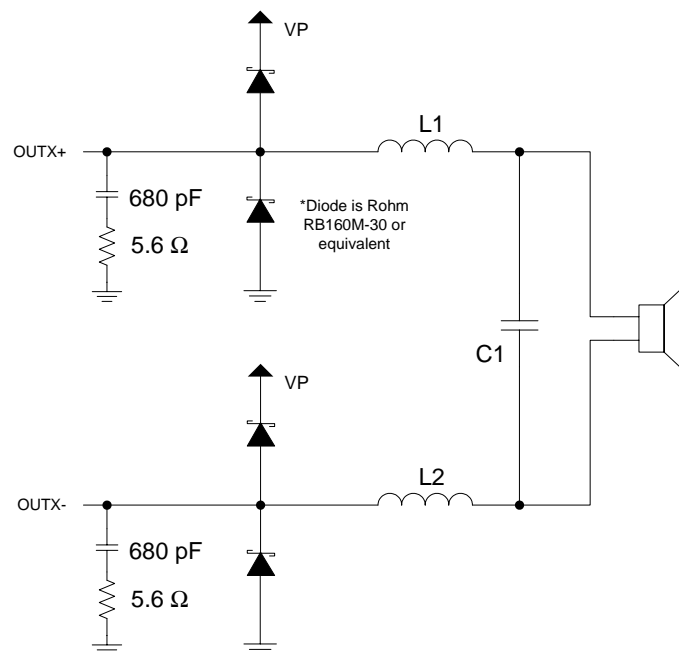 VP
L1
OUTX+
680 pF
*Diode is Rohm
RB160M-30 or
equivalent
5.6 Ω
C1
VP
L2
OUTX-
680 pF
5.6 Ω